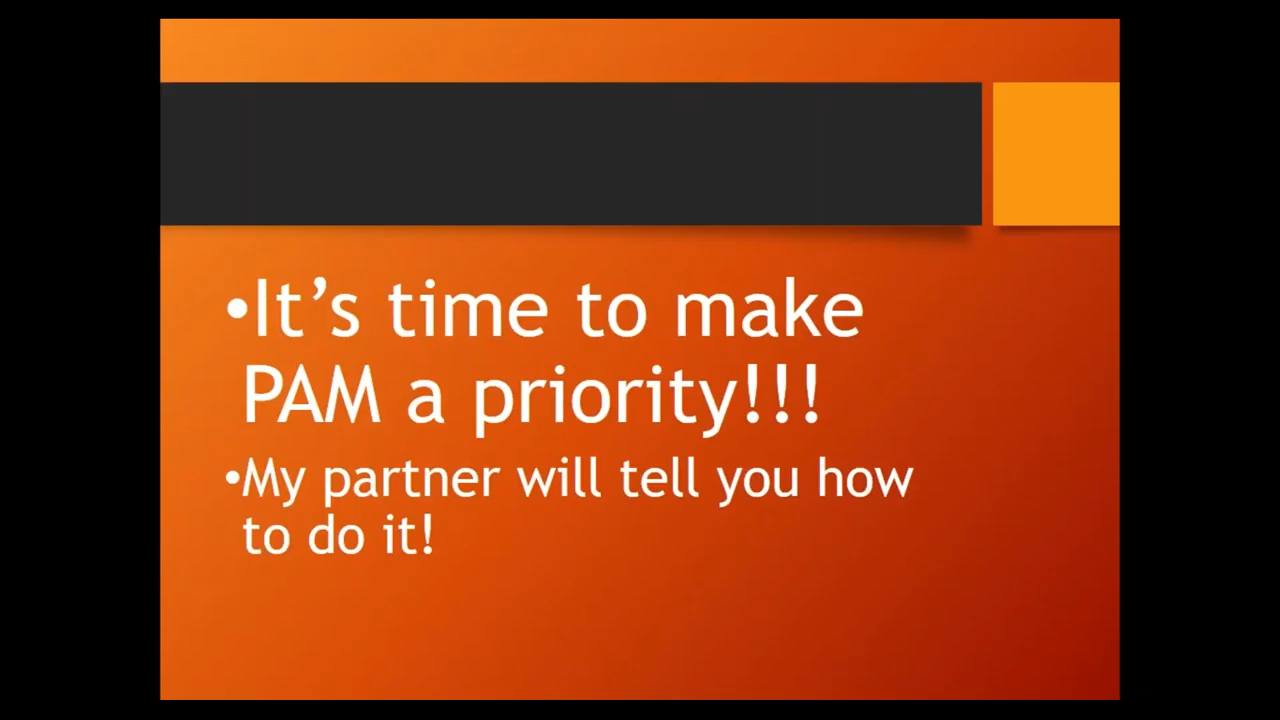 •It’s time to make
PAM a priority!!!
•My partner will tell you how
to do it!